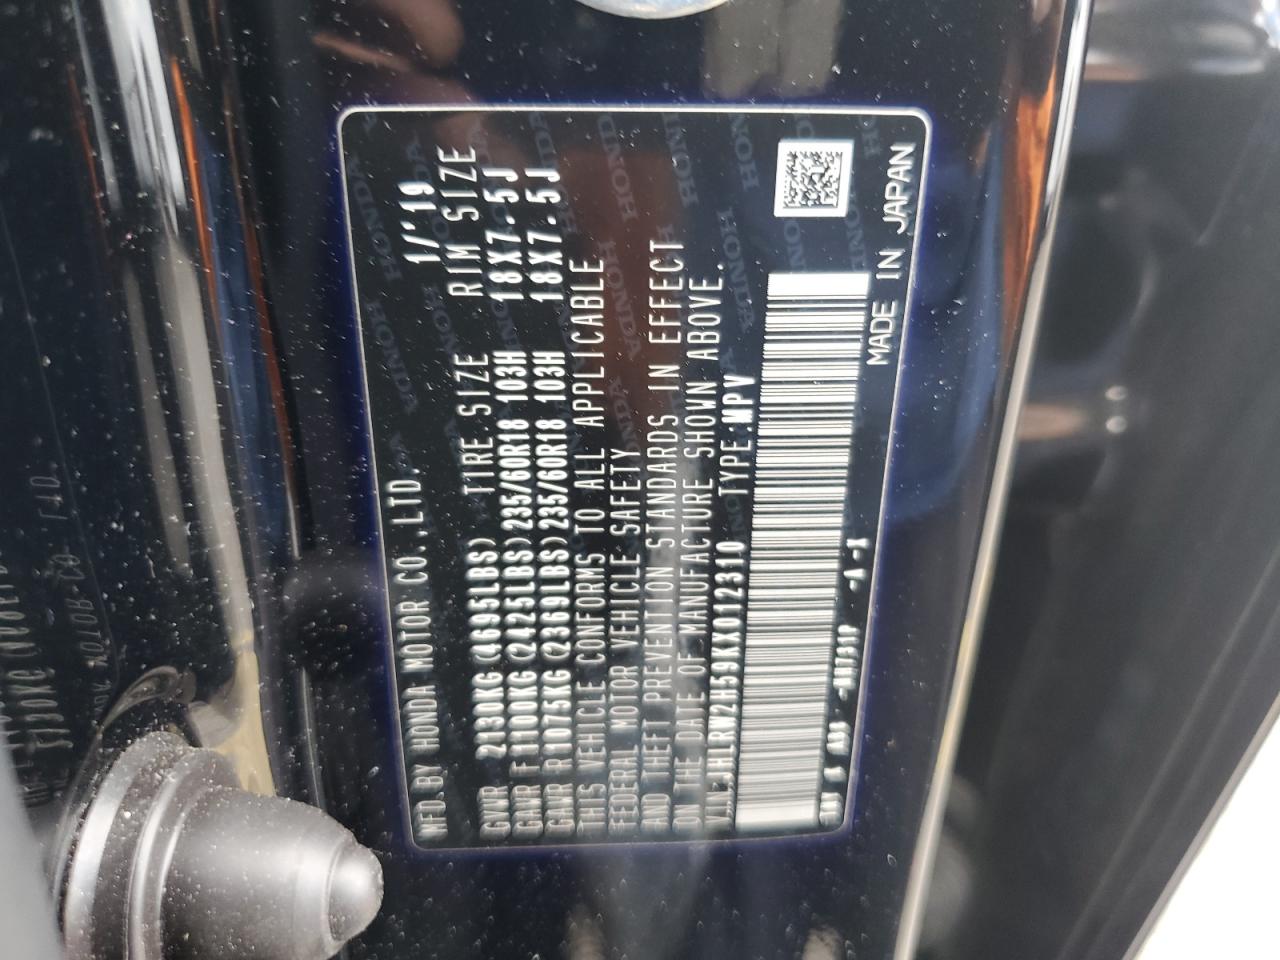 MFD. BY HONDA MOTOR CO.,LTD. 1/'19
GVWR 2130KG(4695LBS) TIRE SIZE RIM SIZE
GAWR F 1100KG(2425LBS)235/60R18 103H 18X7.5J
GAWR R 1075KG(2369LBS)235/60R18 103H 18X7.5J
THIS VEHICLE CONFORMS TO ALL APPLICABLE
FEDERAL MOTOR VEHICLE SAFETY
AND THEFT PREVENTION STANDARDS IN EFFECT
ON THE DATE OF MANUFACTURE SHOWN ABOVE.
JHLRW2H59KX012310 TYPE:MPV
MADE IN JAPAN